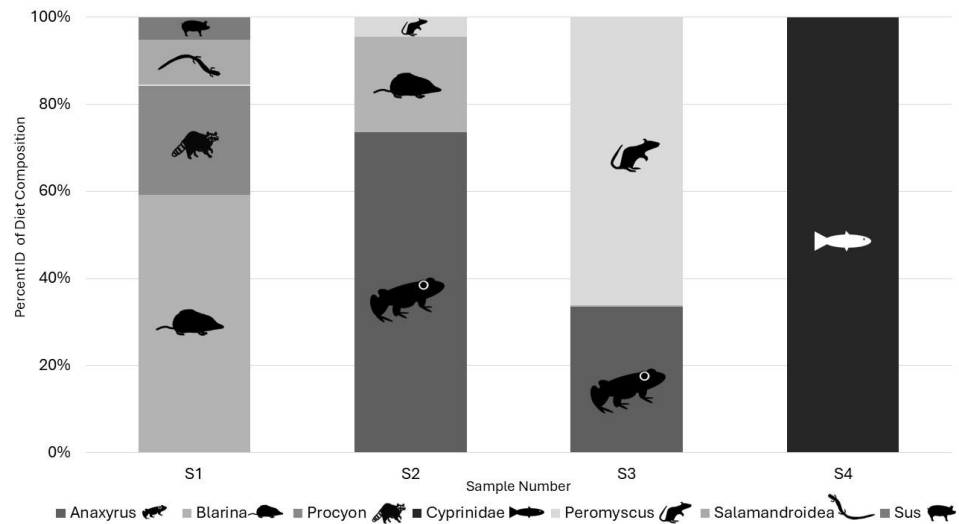 100%
80%
60%
40%
20%
0%
Percent ID of Diet Composition
S1 S2 S3 S4
Sample Number
Anaxyrus Blarina Procyon Cyprinidae Peromyscus Salamandroidea Sus